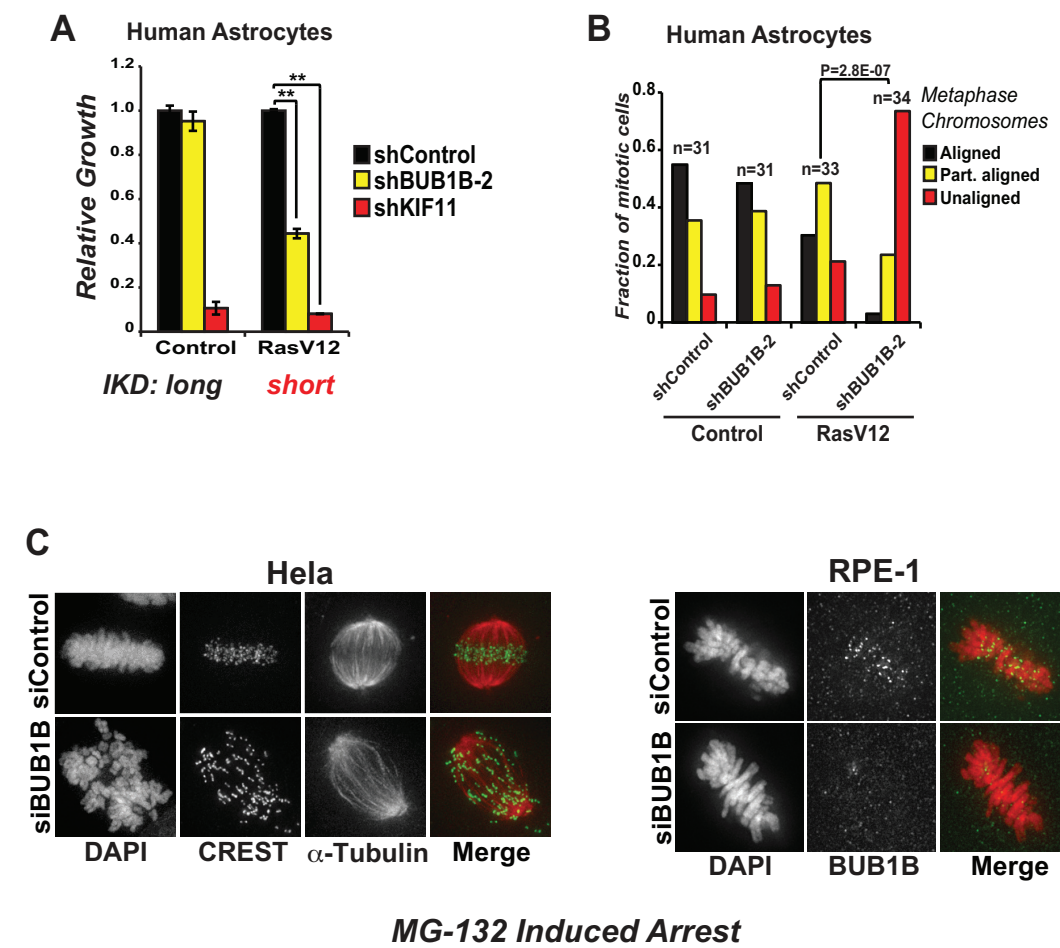 A
Human Astrocytes
Relative Growth
1.2
1.0
0.8
0.6
0.4
0.2
0
**
**
shControl
shBUB1B-2
shKIF11
Control
RasV12
IKD: long
short
B
Human Astrocytes
Fraction of mitotic cells
0.8
0.6
0.4
0.2
0
n=31
n=31
n=33
n=34
P=2.8E-07
Metaphase
Chromosomes
Aligned
Part. aligned
Unaligned
shControl
shBUB1B-2
shControl
shBUB1B-2
Control
RasV12
C
Hela
siControl
siBUB1B
DAPI
CREST
α-Tubulin
Merge
RPE-1
siControl
siBUB1B
DAPI
BUB1B
Merge
MG-132 Induced Arrest